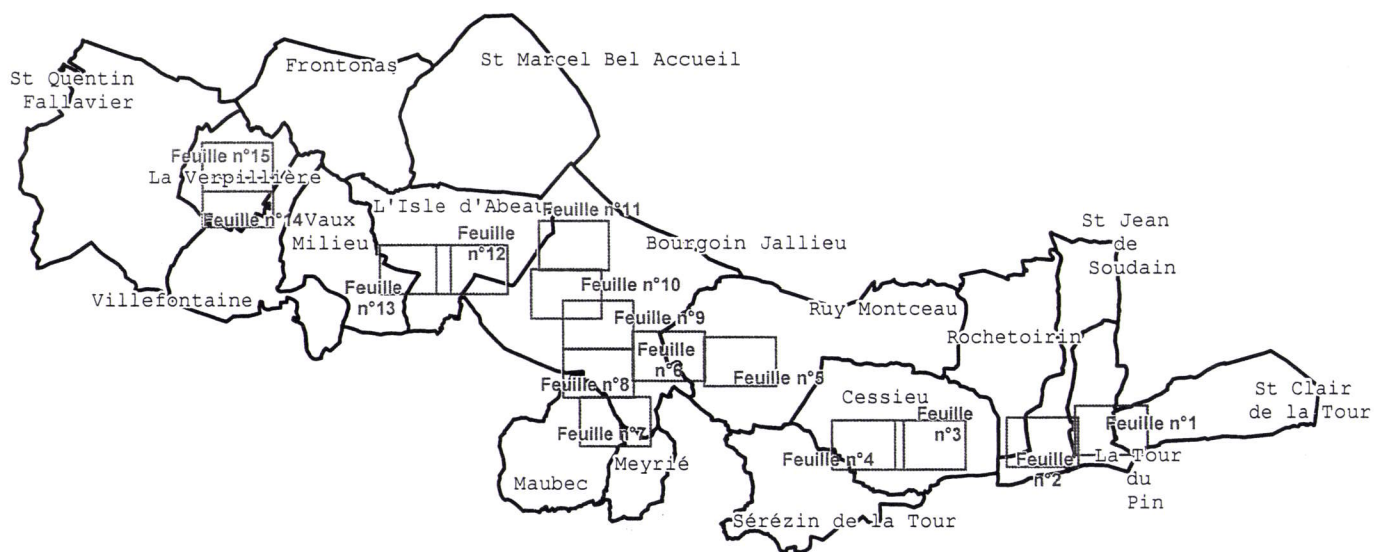 St Quentin
Fallavier
Frontonas
St Marcel Bel Accueil
Feuille n°15
La Verpillière
Feuille n°14
Vaux
Milieu
L'Isle d'Abeau
Feuille n°11
Feuille
n°12
Bourgoin Jallieu
St Jean
de
Soudain
Villefontaine
Feuille
n°13
Feuille n°10
Feuille n°9
Ruy Montceau
Rochetoirin
Feuille
n°6
Feuille n°8
Feuille n°5
Cessieu
St Clair
de la Tour
Feuille n°7
Feuille
n°3
Feuille n°1
Maubec
Meyrié
Feuille n°4
Feuille
n°2
La Tour
du
Pin
Sérézin de la Tour